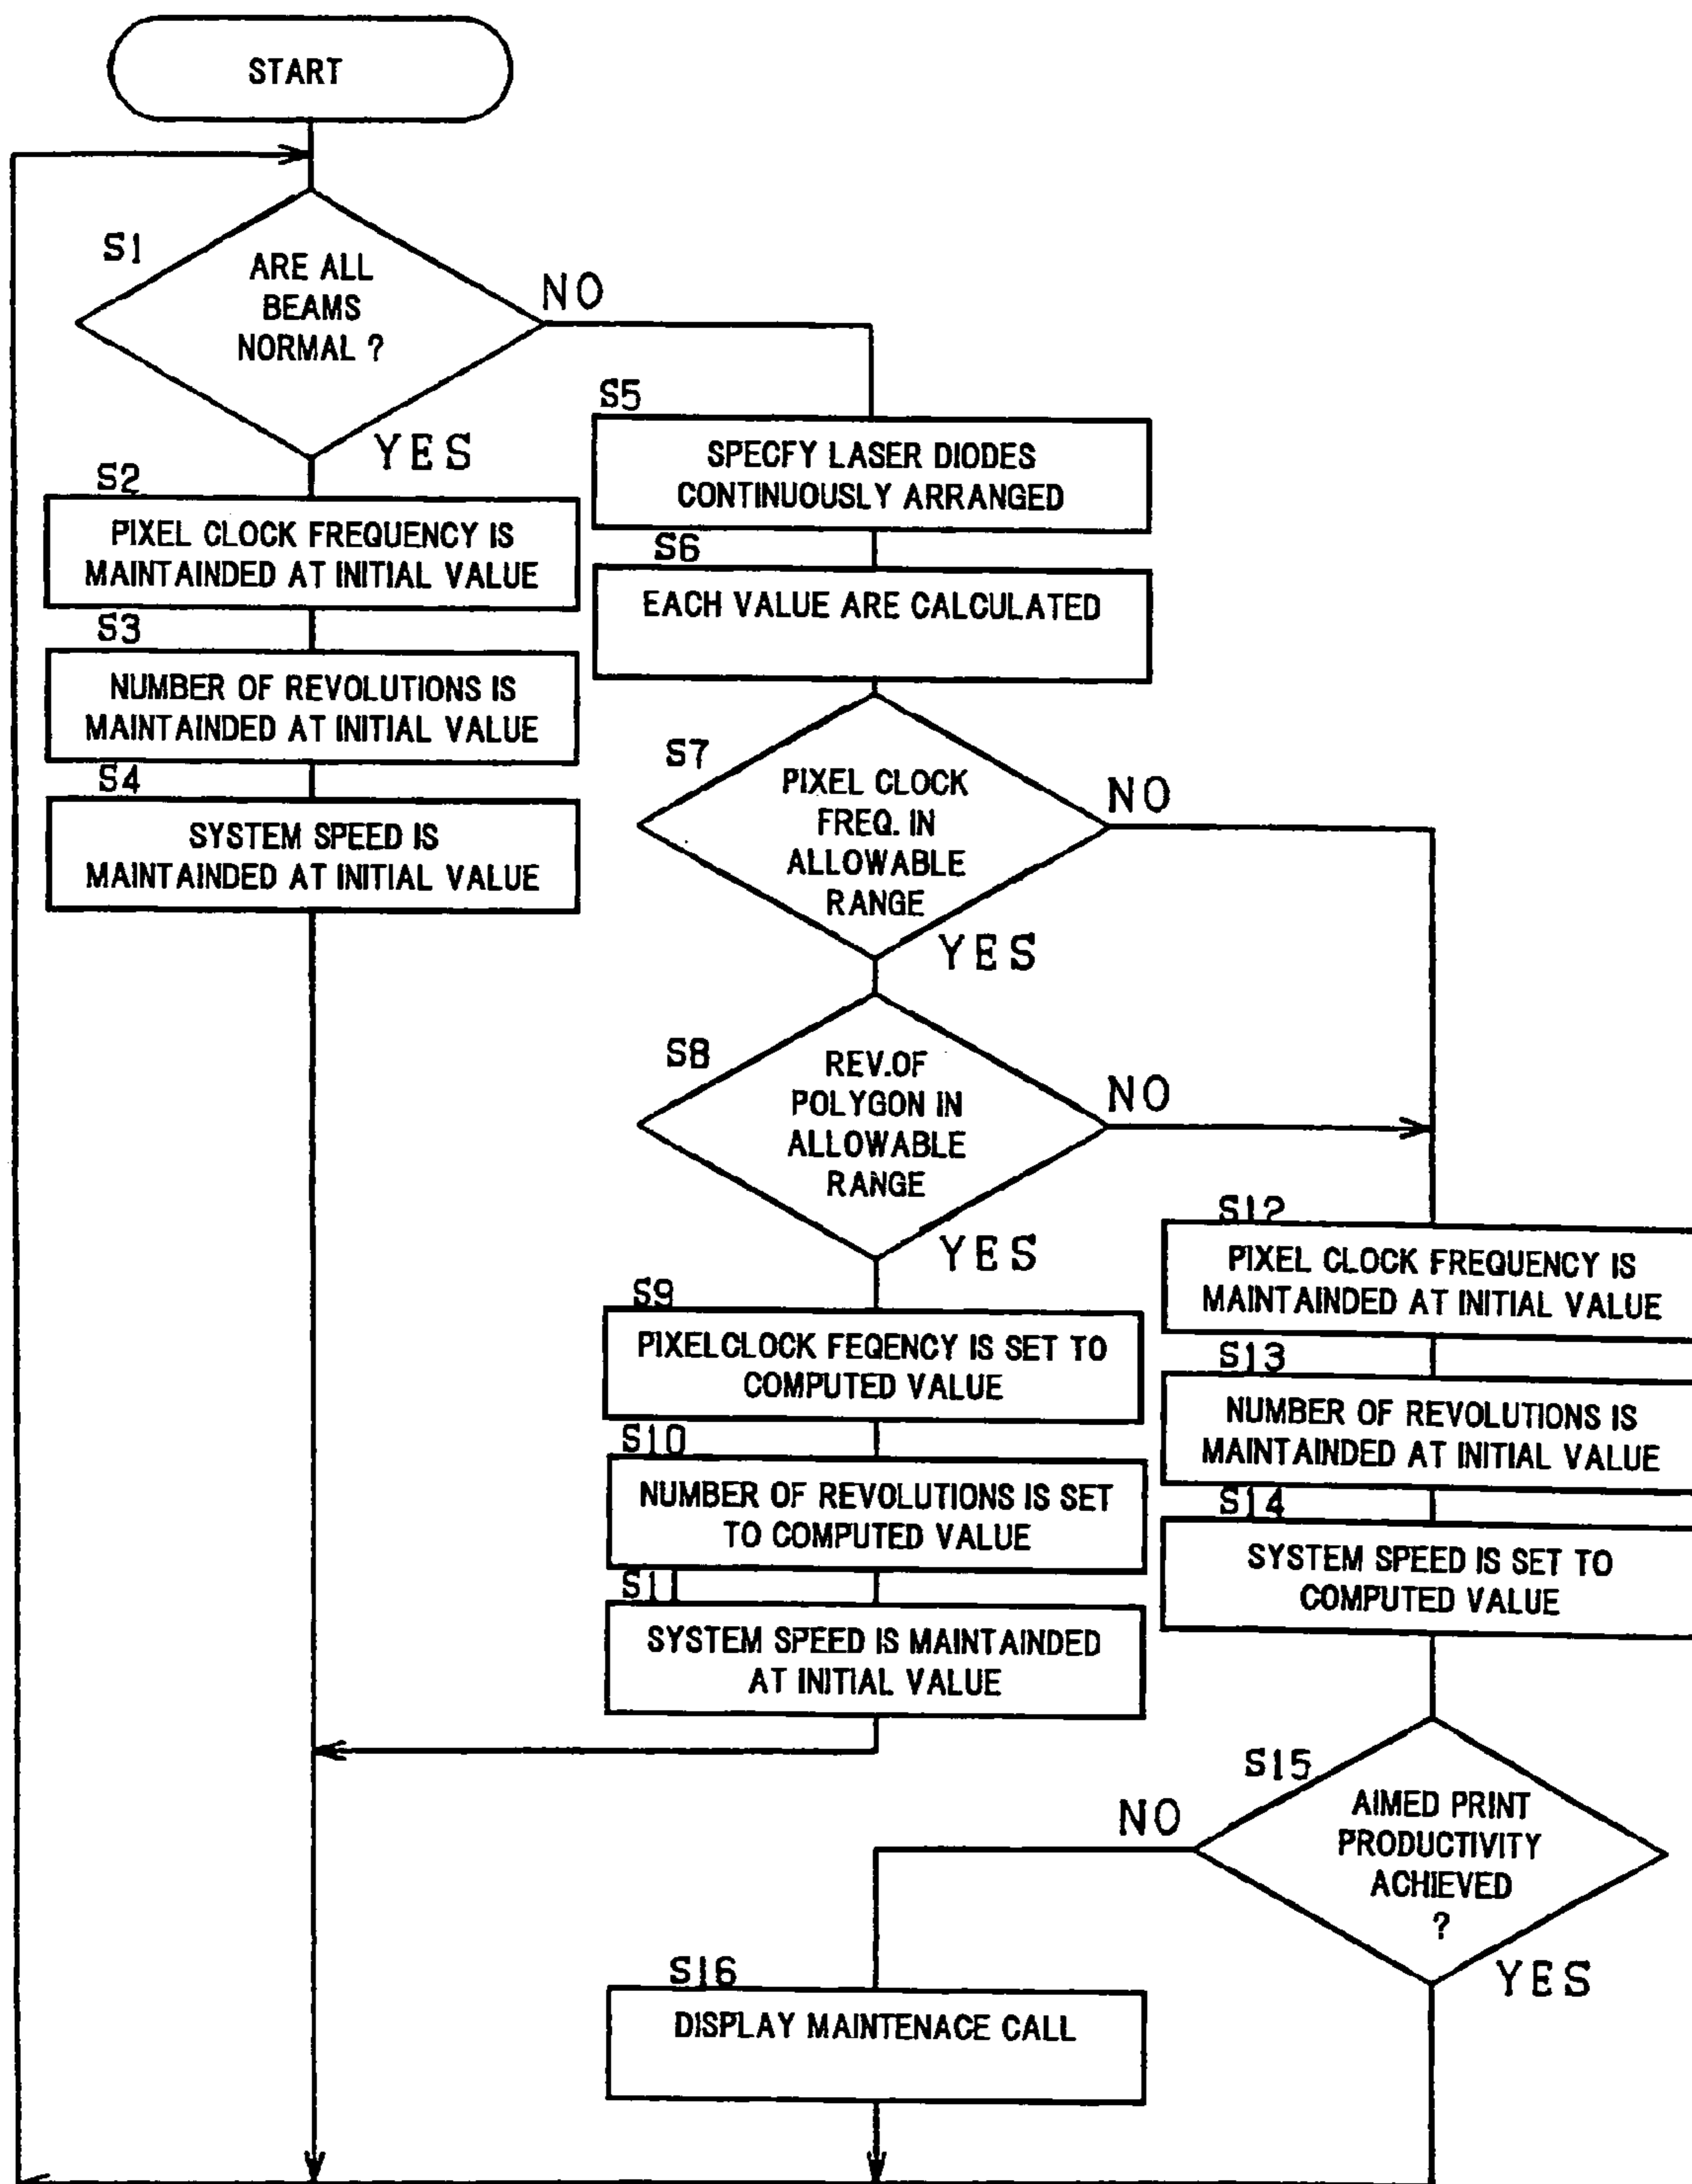 START
S1
ARE ALL
BEAMS
NORMAL ?
NO
YES
S2
PIXEL CLOCK FREQUENCY IS
MAINTAINDED AT INITIAL VALUE
S3
NUMBER OF REVOLUTIONS IS
MAINTAINDED AT INITIAL VALUE
S4
SYSTEM SPEED IS
MAINTAINDED AT INITIAL VALUE
S5
SPECFY LASER DIODES
CONTINUOUSLY ARRANGED
S6
EACH VALUE ARE CALCULATED
S7
PIXEL CLOCK
FREQ. IN
ALLOWABLE
RANGE
NO
YES
S8
REV.OF
POLYGON IN
ALLOWABLE
RANGE
NO
YES
S9
PIXELCLOCK FEQENCY IS SET TO
COMPUTED VALUE
S10
NUMBER OF REVOLUTIONS IS SET
TO COMPUTED VALUE
S11
SYSTEM SPEED IS MAINTAINDED
AT INITIAL VALUE
S12
PIXEL CLOCK FREQUENCY IS
MAINTAINDED AT INITIAL VALUE
S13
NUMBER OF REVOLUTIONS IS
MAINTAINDED AT INITIAL VALUE
S14
SYSTEM SPEED IS SET TO
COMPUTED VALUE
S15
AIMED PRINT
PRODUCTIVITY
ACHIEVED
?
NO
YES
S16
DISPLAY MAINTENACE CALL